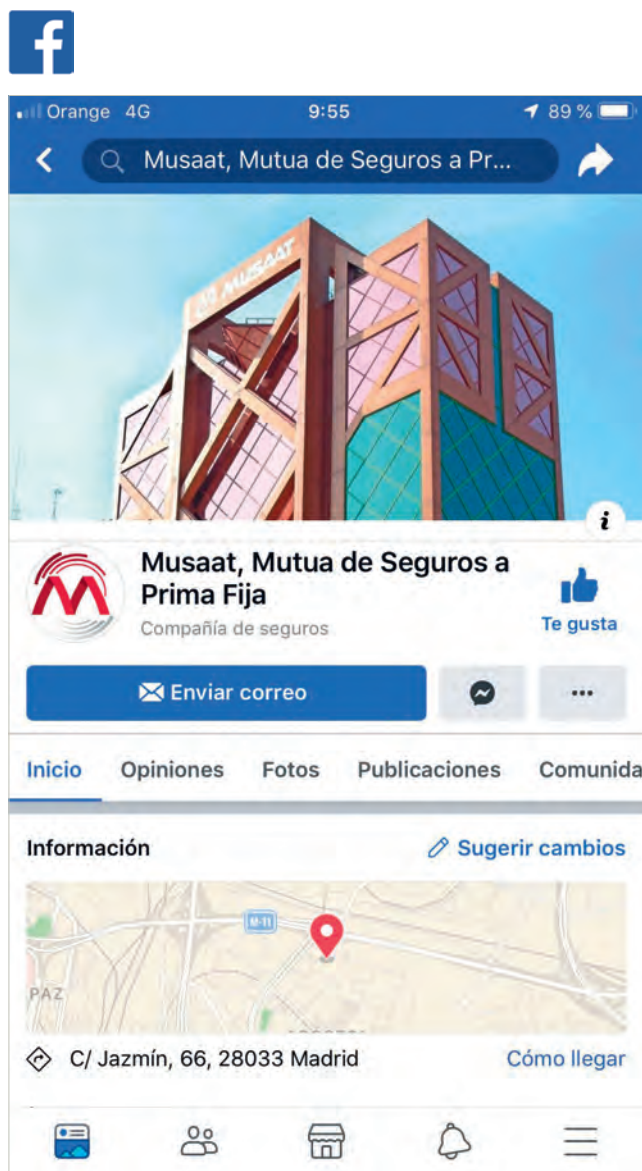 f
Orange 4G 9:55 89 %
Musaat, Mutua de Seguros a Pr...
MUSAAT
i
Musaat, Mutua de Seguros a
Prima Fija
Compañía de seguros
Te gusta
Enviar correo
...
Inicio Opiniones Fotos Publicaciones Comunida
Información Sugerir cambios
M-11
PAZ
C/ Jazmín, 66, 28033 Madrid Cómo llegar